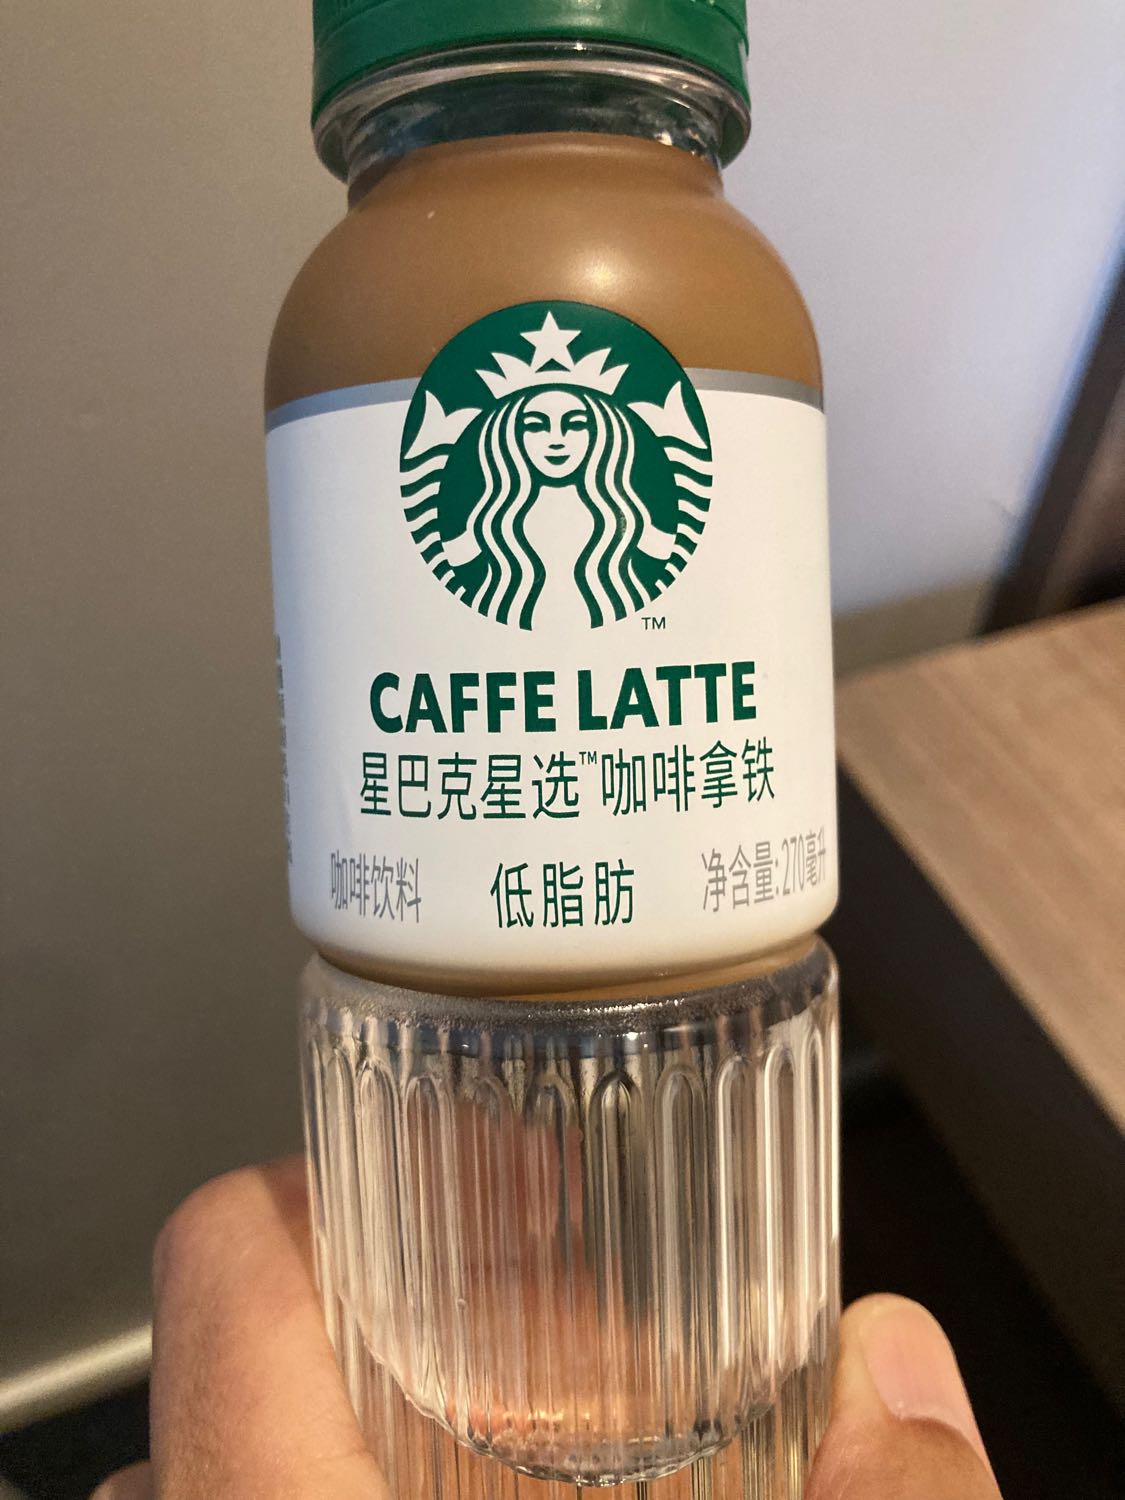 TM
CAFFE LATTE
星巴克星选™咖啡拿铁
咖啡饮料 低脂肪 净含量:270毫升